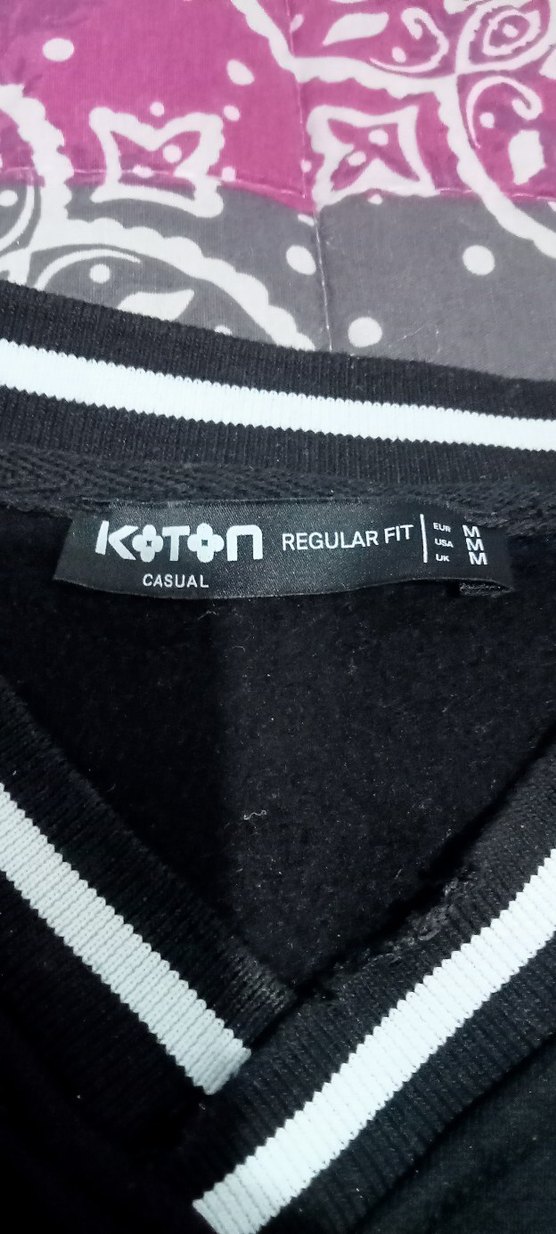 KOTON
CASUAL
REGULAR FIT
EUR M
USA M
UK M